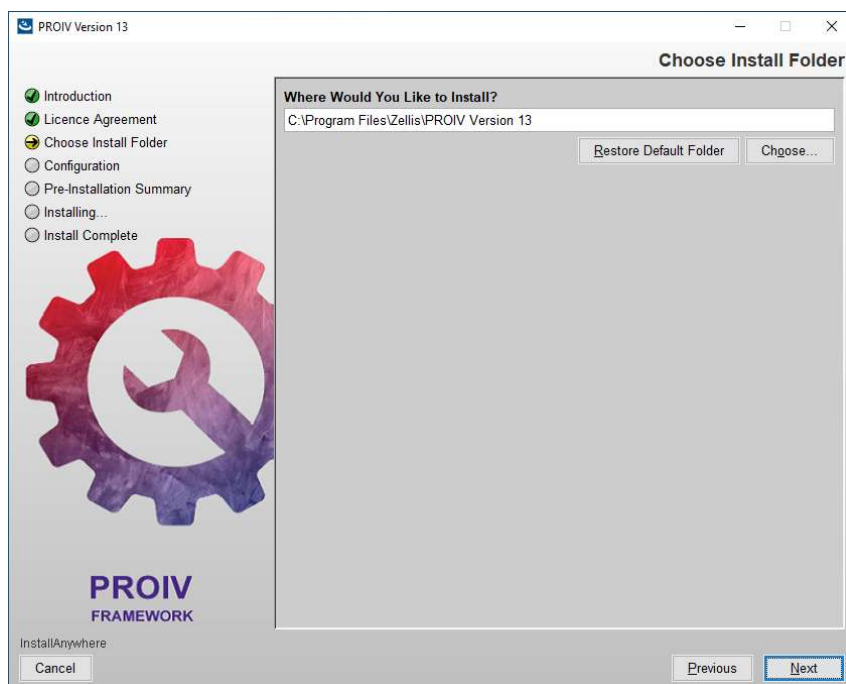 PROIV Version 13
Choose Install Folder
Introduction
Licence Agreement
Choose Install Folder
Configuration
Pre-Installation Summary
Installing...
Install Complete
PROIV
FRAMEWORK
Where Would You Like to Install?
C:\Program Files\Zellis\PROIV Version 13
Restore Default Folder Choose...
InstallAnywhere
Cancel Previous Next